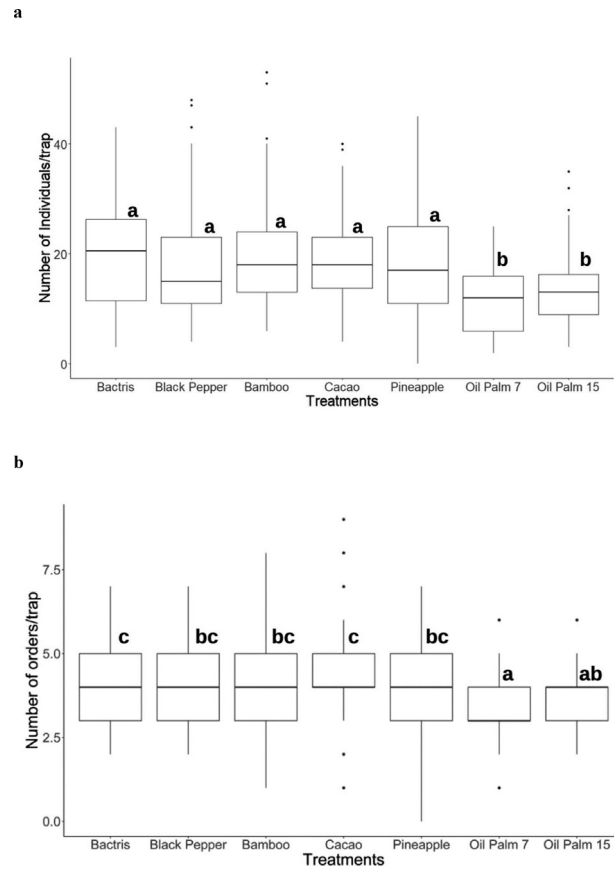 a
Number of Individuals/trap
40
20
0
a
a
a
a
a
b
b
Bactris
Black Pepper
Bamboo
Cacao
Pineapple
Oil Palm 7
Oil Palm 15
Treatments
b
Number of orders/trap
7.5
5.0
2.5
0.0
c
bc
bc
c
bc
a
ab
Bactris
Black Pepper
Bamboo
Cacao
Pineapple
Oil Palm 7
Oil Palm 15
Treatments